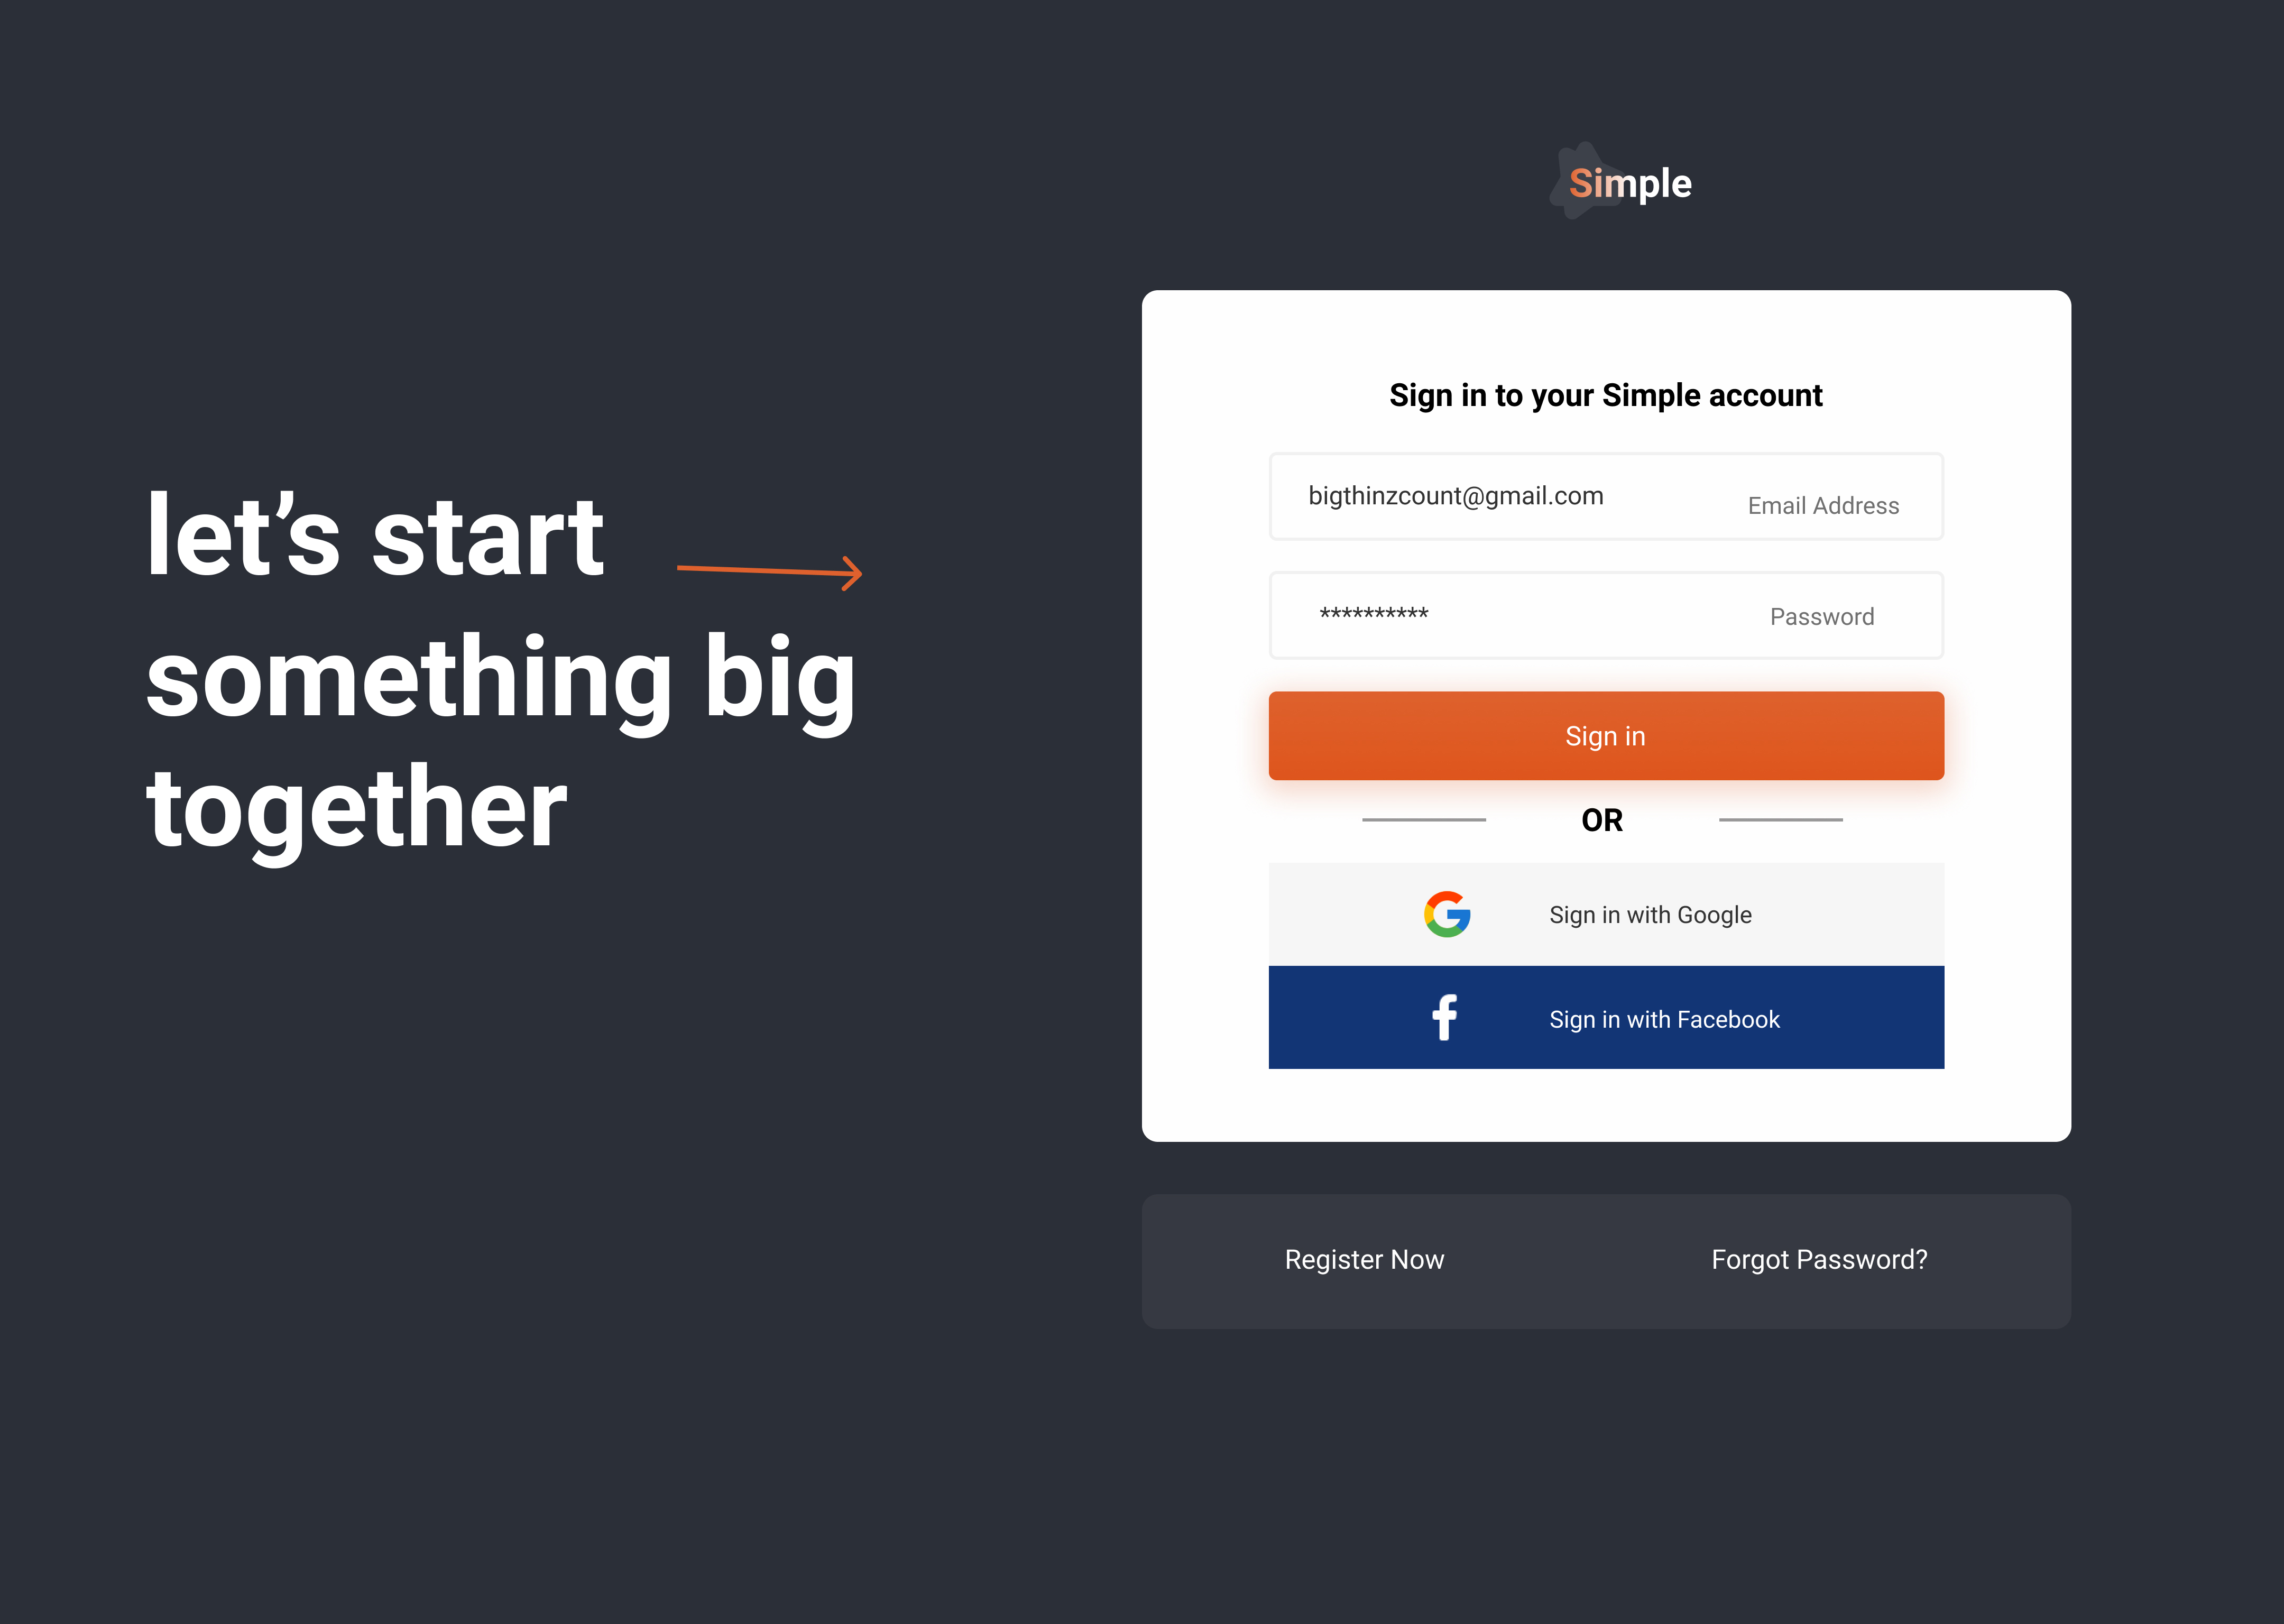 let’s start
something big
together
Simple
Sign in to your Simple account
bigthinzcount@gmail.com
Email Address
**********
Password
Sign in
OR
Sign in with Google
Sign in with Facebook
Register Now
Forgot Password?